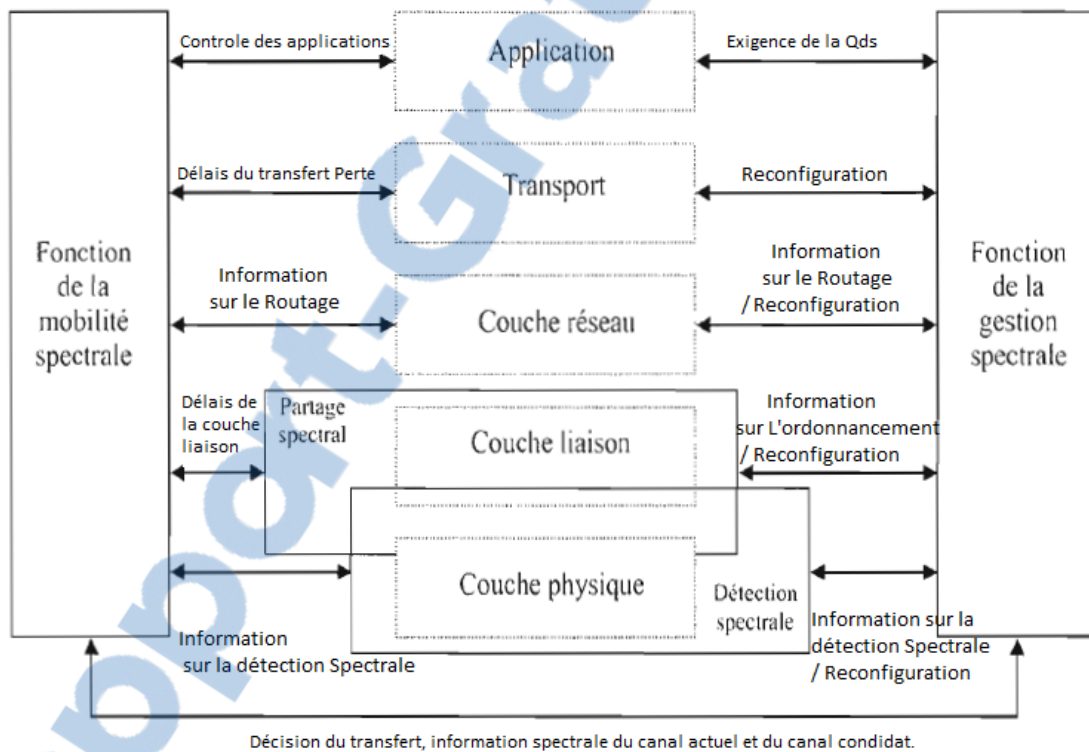 Controle des applications
Application
Exigence de la Qds
Délais du transfert Perte
Transport
Reconfiguration
Fonction
de la
mobilité
spectrale
Information
sur le Routage
Couche réseau
Information
sur le Routage
/ Reconfiguration
Fonction
de la
gestion
spectrale
Délais de
la couche
liaison
Partage
spectral
Couche liaison
Information
sur L'ordonnancement
/ Reconfiguration
Couche physique
Détection
spectrale
Information
sur la détection Spectrale
Information sur la
détection Spectrale
/ Reconfiguration
Décision du transfert, information spectrale du canal actuel et du canal condidat.
pport-Gra